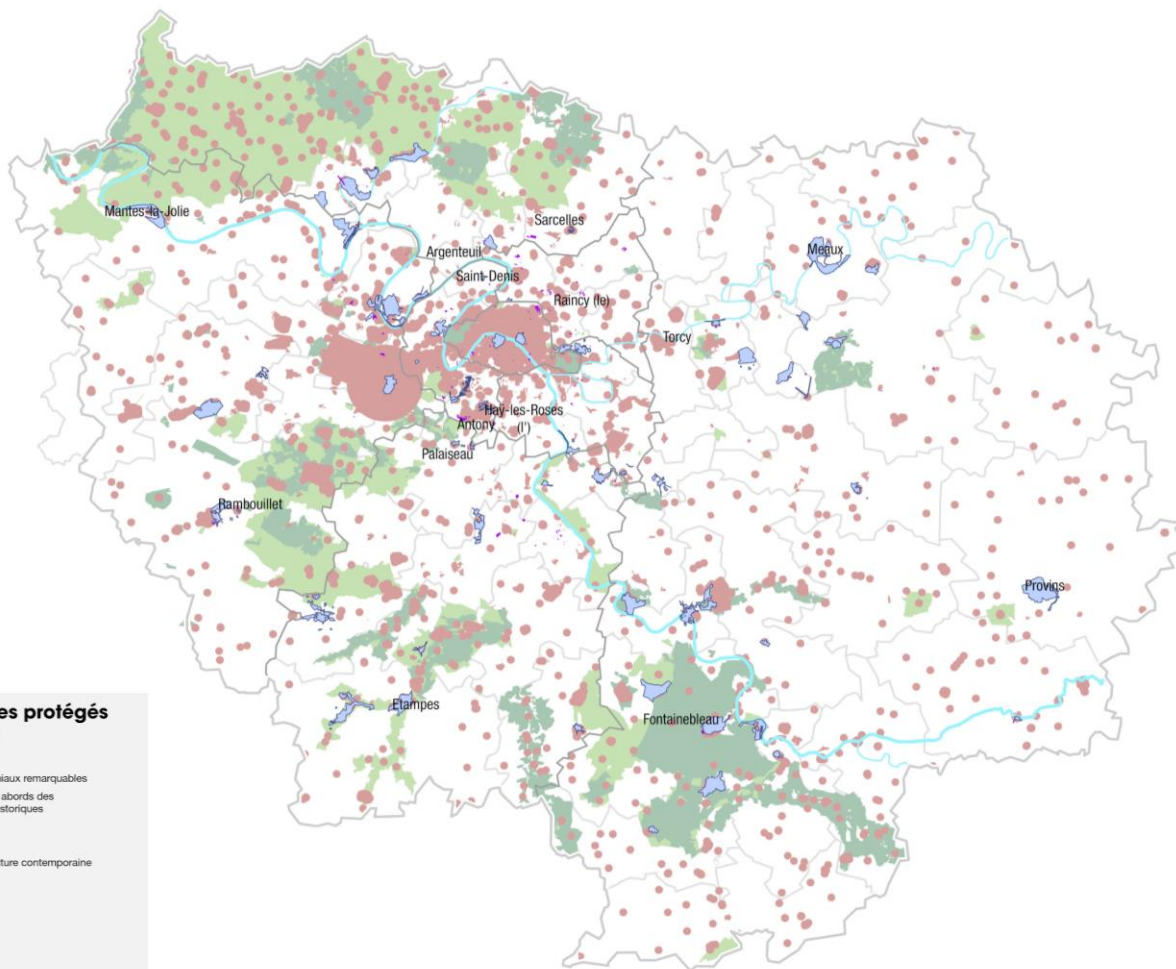 Mantes-la-Jolie
Sarcelles
Argenteuil
Saint-Denis
Meaux
Raincy (le)
Torcy
Hay-les-Roses
(l')
Antony
Palaiseau
Rambouillet
Provins
Etampes
Fontainebleau
es protégés
iaux remarquables
abords des
storiques
ture contemporaine